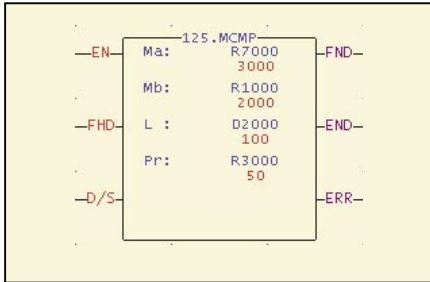 125.MCMP
EN Ma: R7000 FND
3000
Mb: R1000
2000
FHD L : D2000 END
100
Pr: R3000
50
D/S ERR